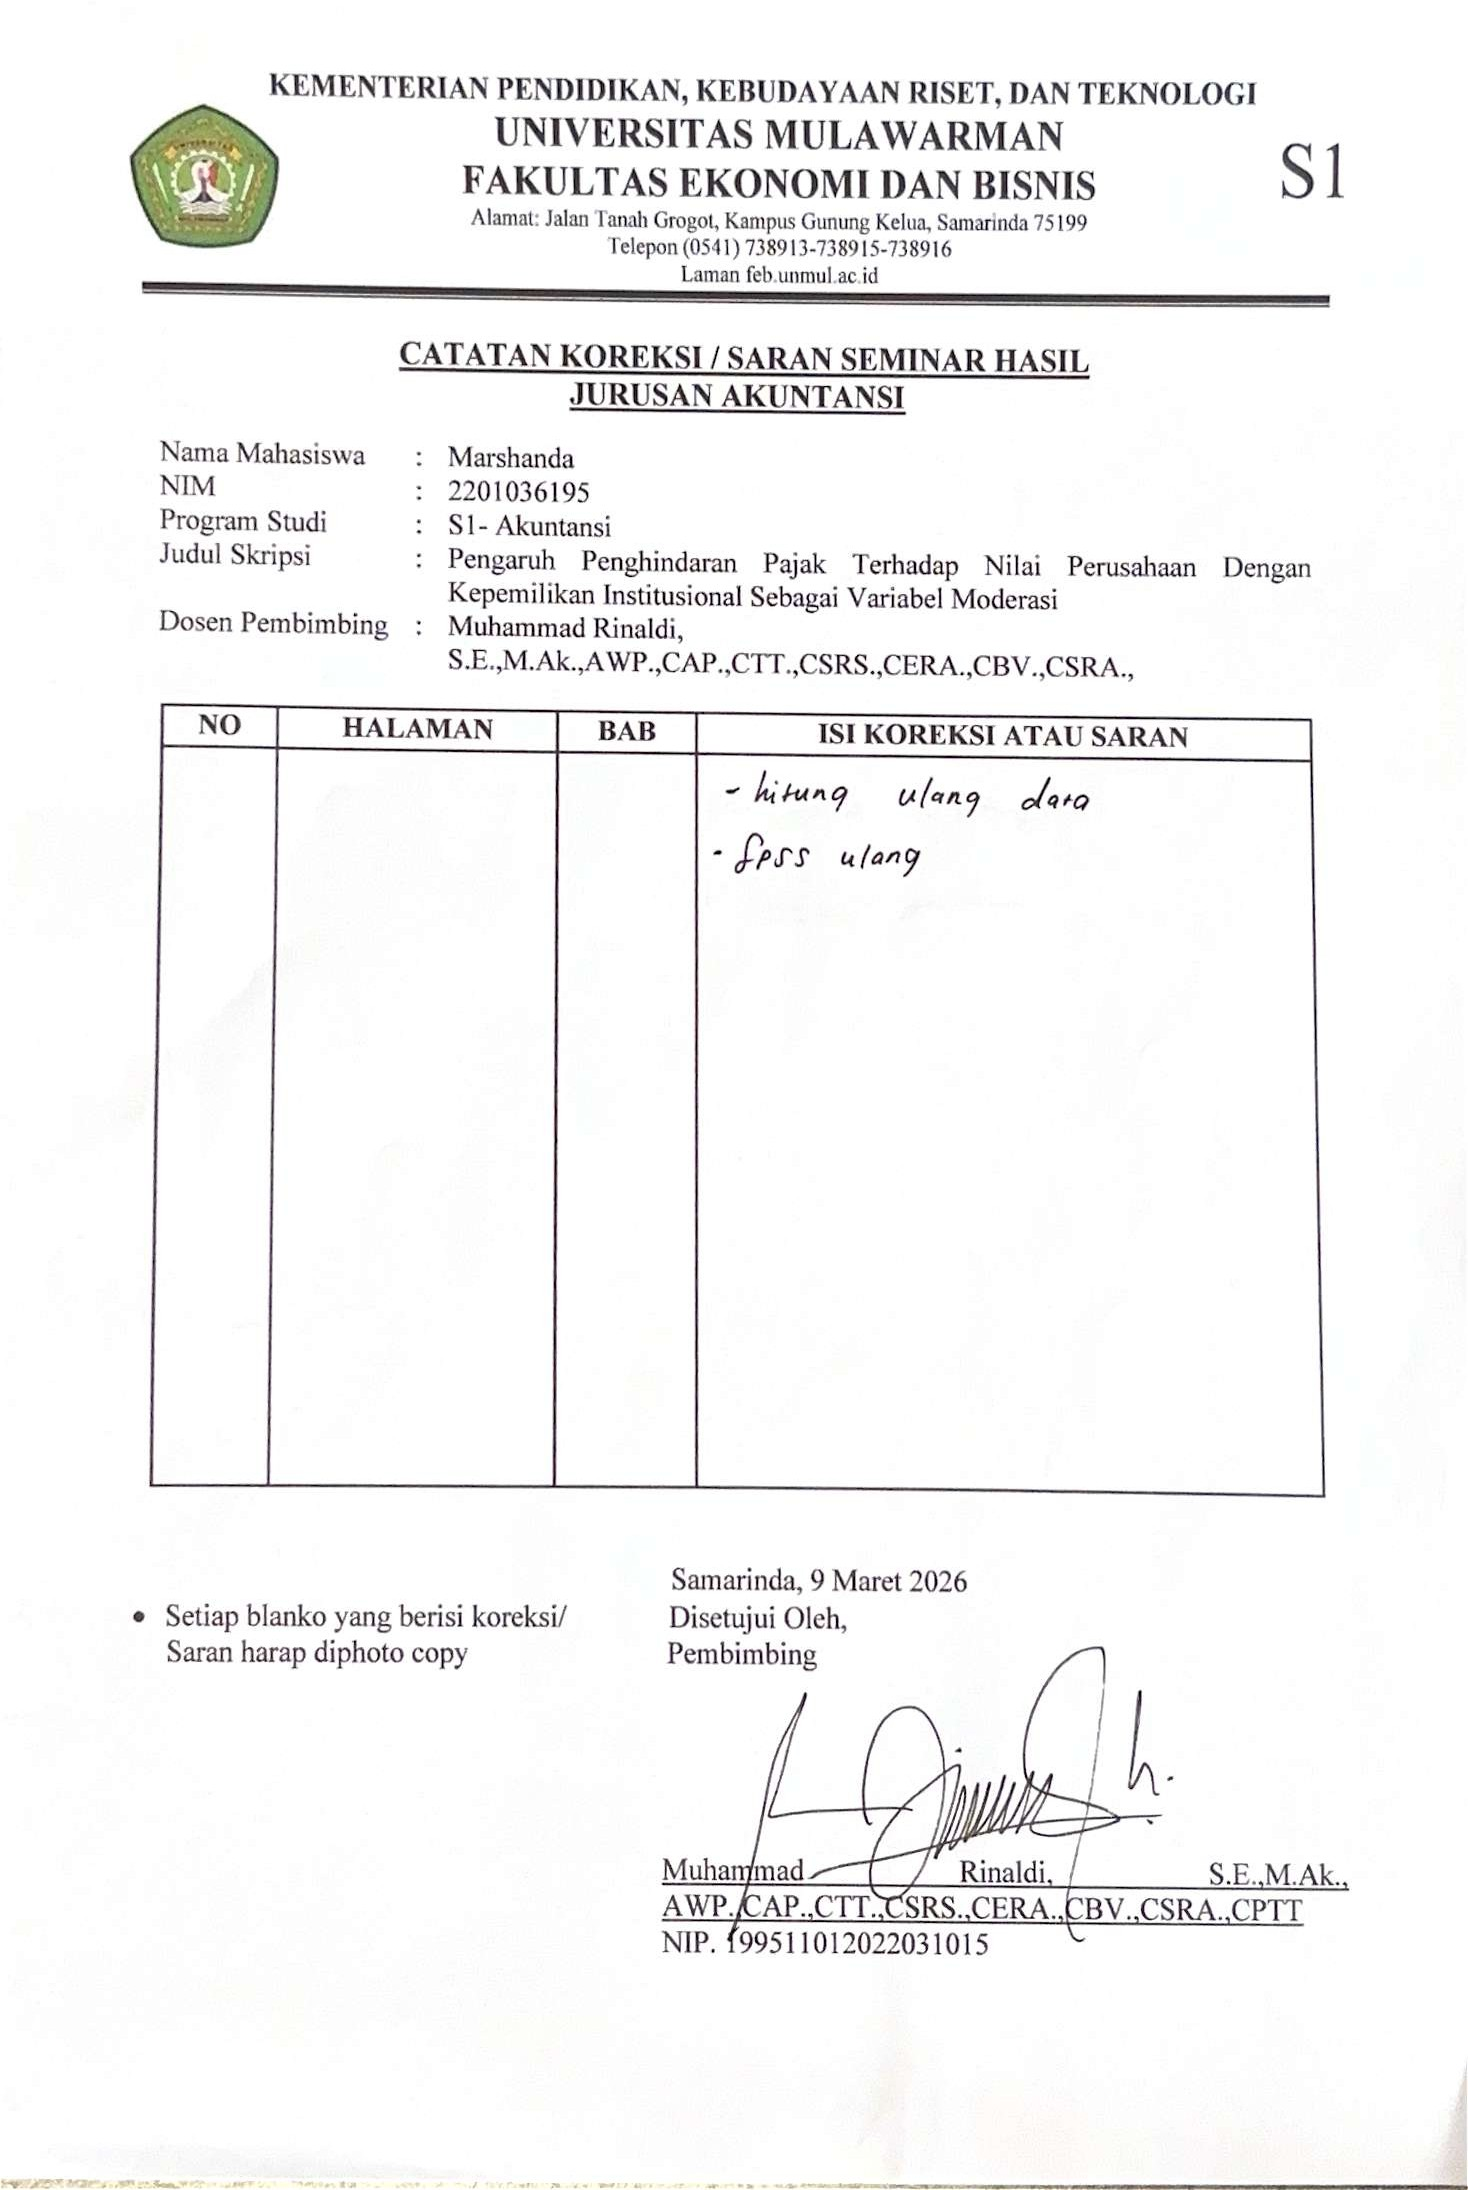 KEMENTERIAN PENDIDIKAN, KEBUDAYAAN RISET, DAN TEKNOLOGI
UNIVERSITAS MULAWARMAN
FAKULTAS EKONOMI DAN BISNIS
S1
Alamat: Jalan Tanah Grogot, Kampus Gunung Kelua, Samarinda 75199
Telepon (0541) 738913-738915-738916
Laman feb.unmul.ac.id
CATATAN KOREKSI / SARAN SEMINAR HASIL
JURUSAN AKUNTANSI
Nama Mahasiswa : Marshanda
NIM : 2201036195
Program Studi : S1- Akuntansi
Judul Skripsi : Pengaruh Penghindaran Pajak Terhadap Nilai Perusahaan Dengan
Kepemilikan Institusional Sebagai Variabel Moderasi
Dosen Pembimbing : Muhammad Rinaldi,
S.E.,M.Ak.,AWP.,CAP.,CTT.,CSRS.,CERA.,CBV.,CSRA.,
NO HALAMAN BAB ISI KOREKSI ATAU SARAN
- hitung ulang data
- Spss ulang
Samarinda, 9 Maret 2026
• Setiap blanko yang berisi koreksi/
Saran harap diphoto copy
Disetujui Oleh,
Pembimbing
Muhammad Rinaldi, S.E.,M.Ak.,
AWP.,CAP.,CTT.,CSRS.,CERA.,CBV.,CSRA.,CPTT
NIP. 199511012022031015